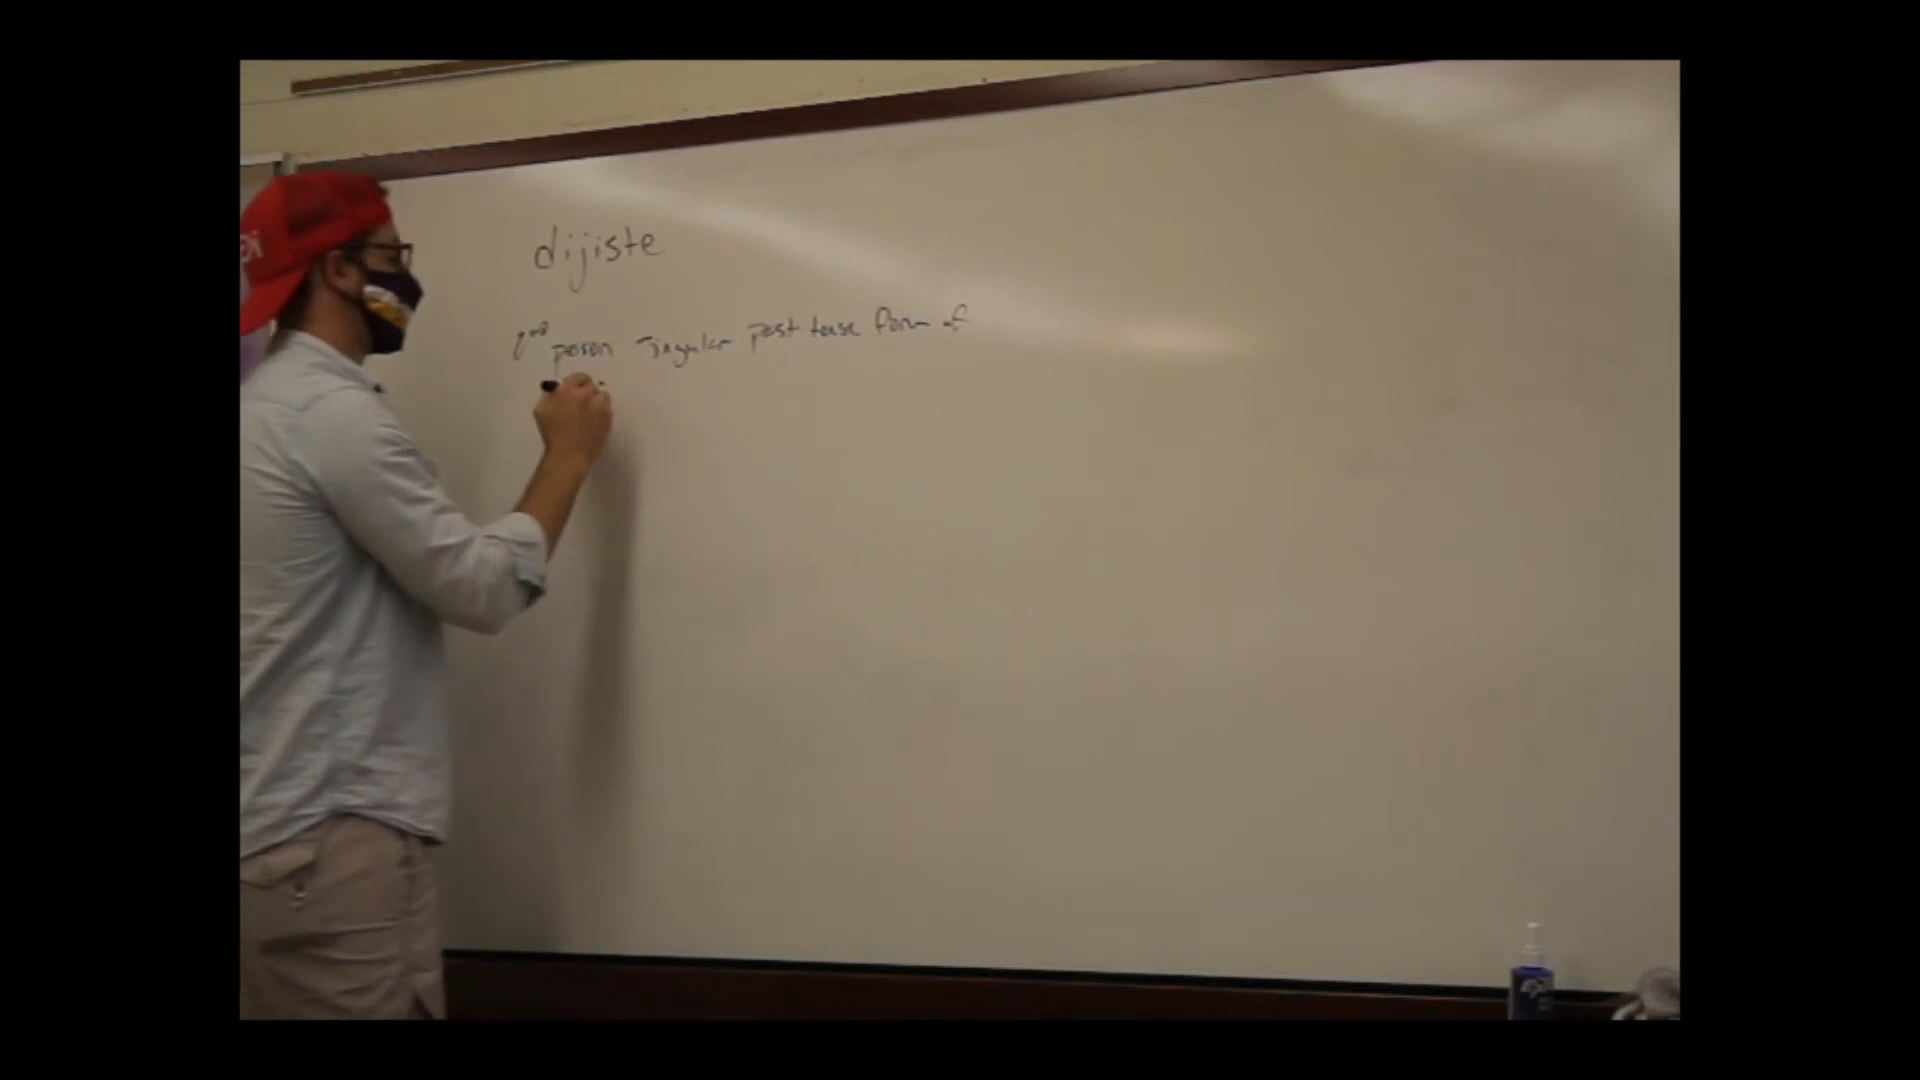 dijiste
2nd person singular past tense form of